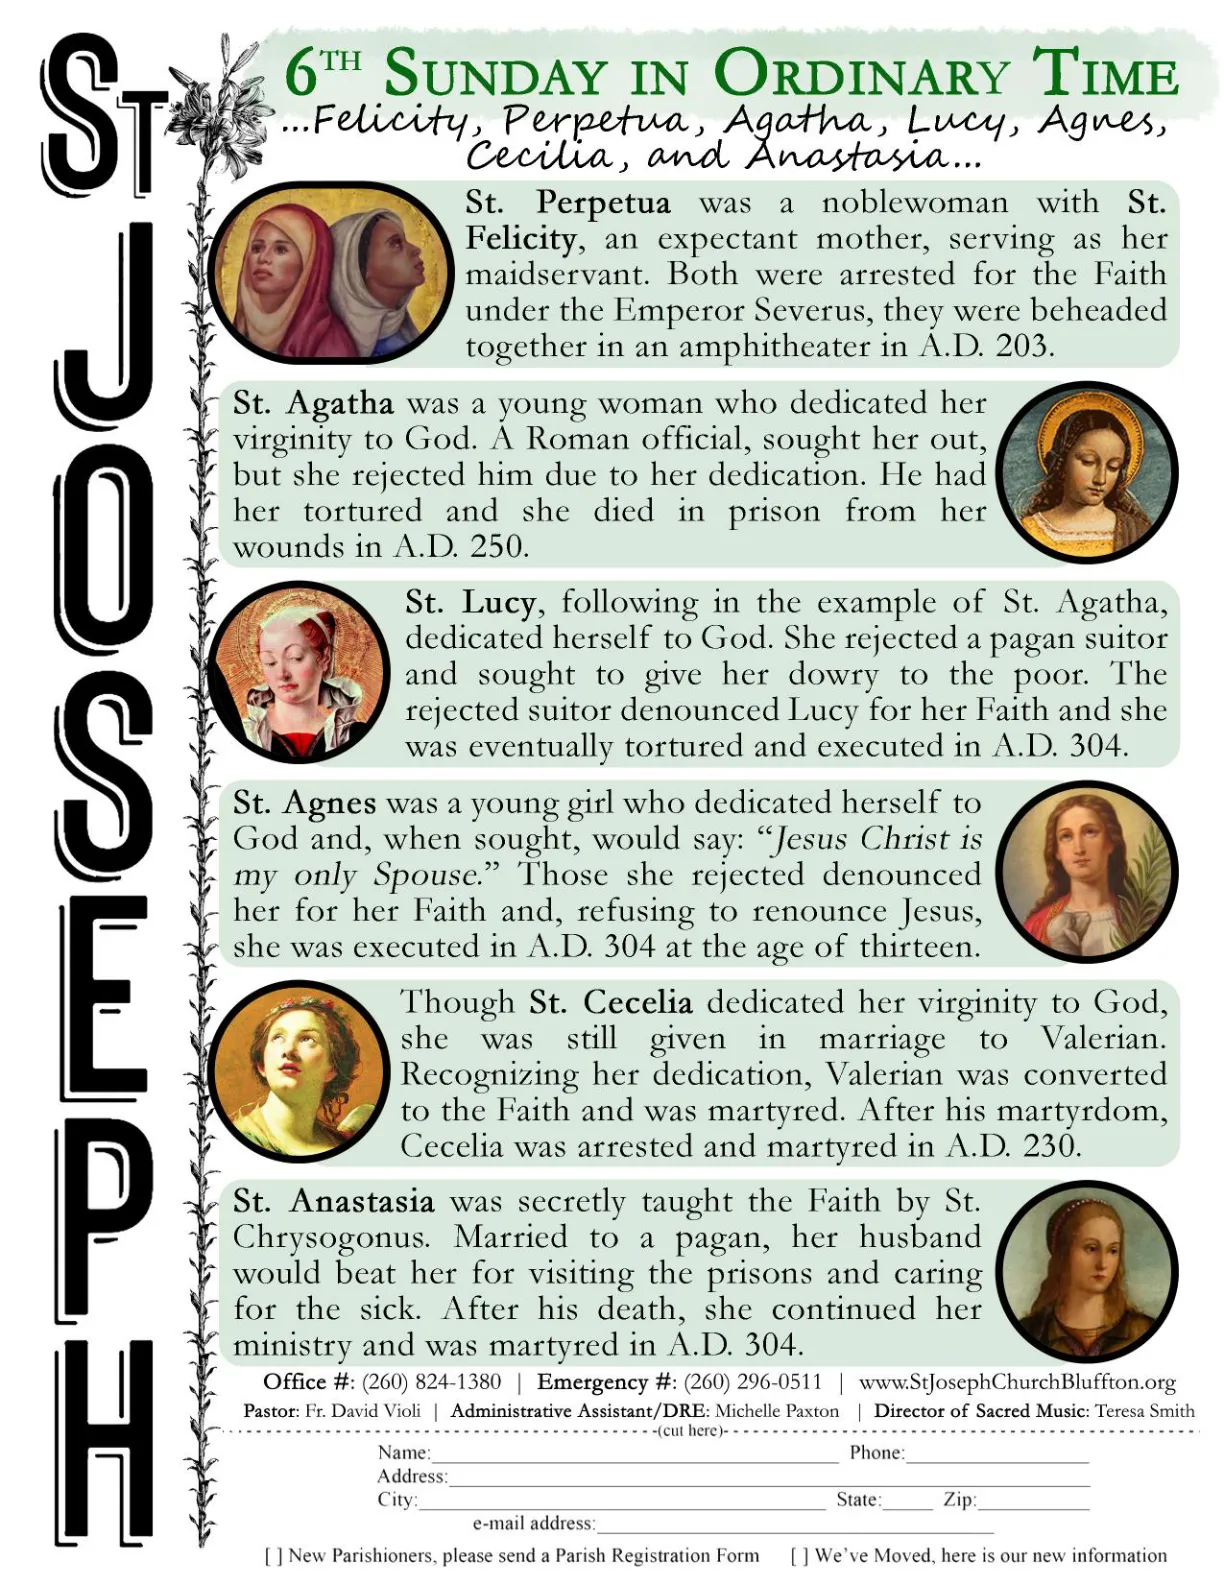 ST JOSEPH
6TH SUNDAY IN ORDINARY TIME
...Felicity, Perpetua, Agatha, Lucy, Agnes,
Cecilia, and Anastasia...
St. Perpetua was a noblewoman with St.
Felicity, an expectant mother, serving as her
maidservant. Both were arrested for the Faith
under the Emperor Severus, they were beheaded
together in an amphitheater in A.D. 203.
St. Agatha was a young woman who dedicated her
virginity to God. A Roman official, sought her out,
but she rejected him due to her dedication. He had
her tortured and she died in prison from her
wounds in A.D. 250.
St. Lucy, following in the example of St. Agatha,
dedicated herself to God. She rejected a pagan suitor
and sought to give her dowry to the poor. The
rejected suitor denounced Lucy for her Faith and she
was eventually tortured and executed in A.D. 304.
St. Agnes was a young girl who dedicated herself to
God and, when sought, would say: “Jesus Christ is
my only Spouse.” Those she rejected denounced
her for her Faith and, refusing to renounce Jesus,
she was executed in A.D. 304 at the age of thirteen.
Though St. Cecelia dedicated her virginity to God,
she was still given in marriage to Valerian.
Recognizing her dedication, Valerian was converted
to the Faith and was martyred. After his martyrdom,
Cecelia was arrested and martyred in A.D. 230.
St. Anastasia was secretly taught the Faith by St.
Chrysogonus. Married to a pagan, her husband
would beat her for visiting the prisons and caring
for the sick. After his death, she continued her
ministry and was martyred in A.D. 304.
Office #: (260) 824-1380 | Emergency #: (260) 296-0511 | www.StJosephChurchBluffton.org
Pastor: Fr. David Violi | Administrative Assistant/DRE: Michelle Paxton | Director of Sacred Music: Teresa Smith
(cut here)
Name: Phone:
Address:
City: State: Zip:
e-mail address:
[ ] New Parishioners, please send a Parish Registration Form [ ] We've Moved, here is our new information